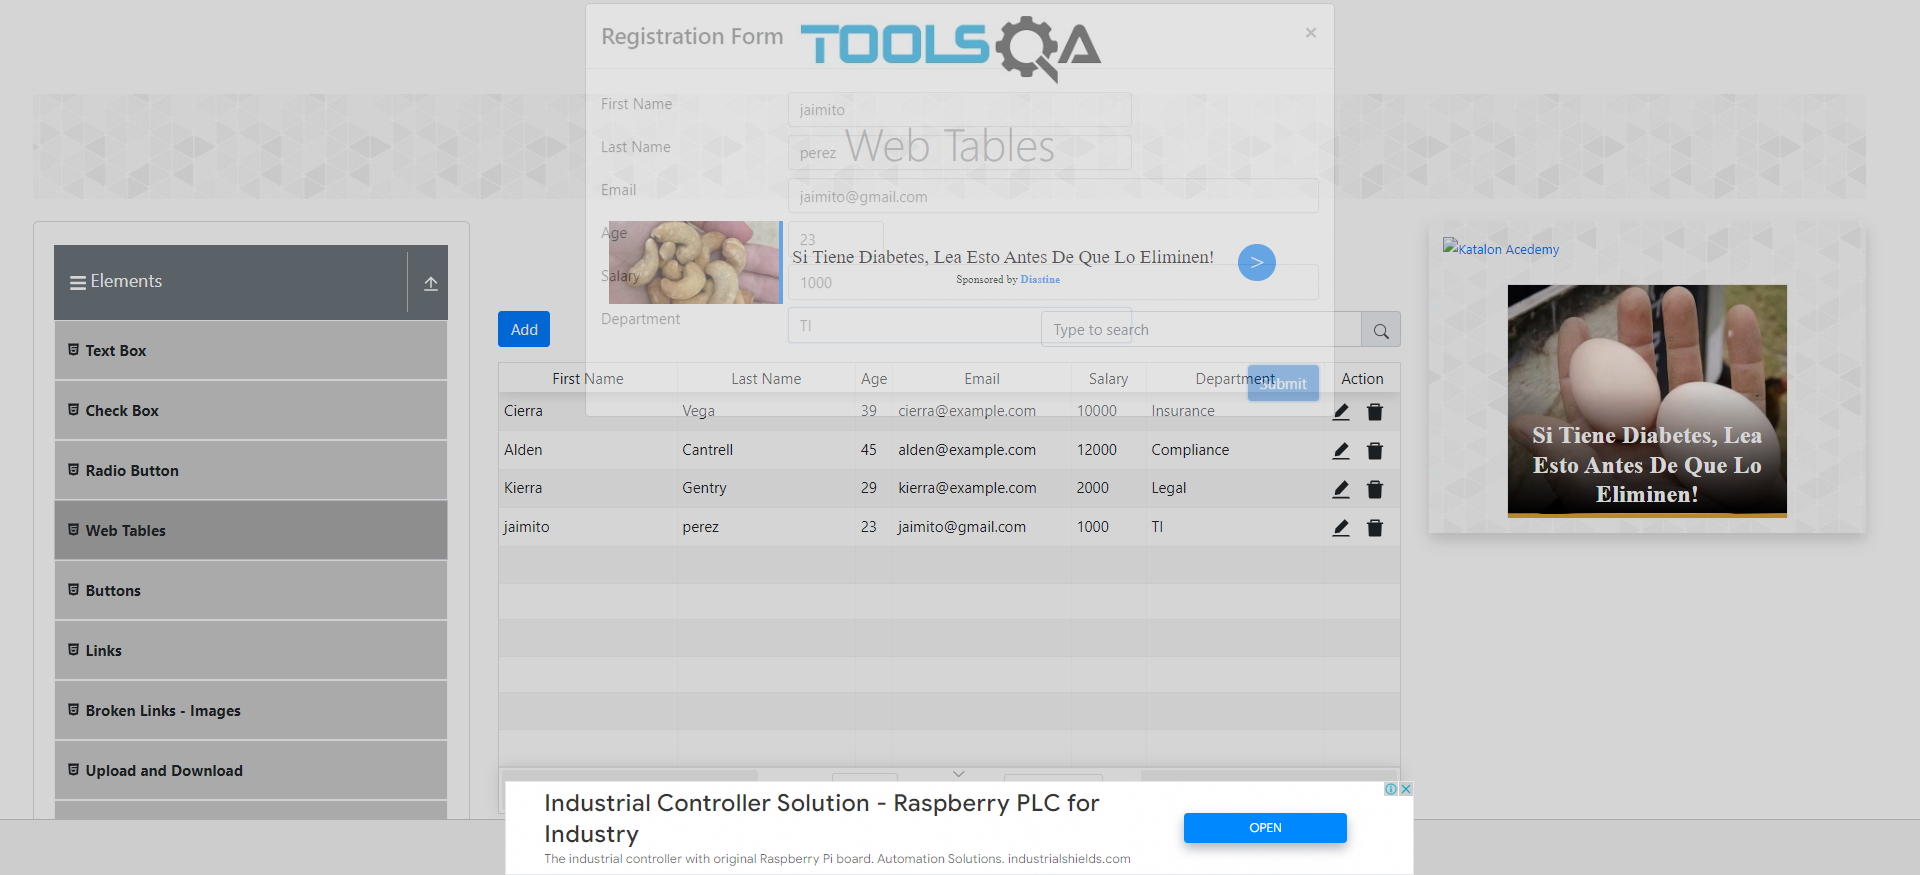 Registration Form
TOOLSQA
×
First Name
jaimito
Last Name
perez
Web Tables
Email
jaimito@gmail.com
Age
23
Si Tiene Diabetes, Lea Esto Antes De Que Lo Eliminen!
>
Sponsored by Diastine
Salary
1000
Department
TI
Submit
Elements
Text Box
Check Box
Radio Button
Web Tables
Buttons
Links
Broken Links - Images
Upload and Download
Add
Type to search
First Name Last Name Age Email Salary Department Action
Cierra Vega 39 cierra@example.com 10000 Insurance
Alden Cantrell 45 alden@example.com 12000 Compliance
Kierra Gentry 29 kierra@example.com 2000 Legal
jaimito perez 23 jaimito@gmail.com 1000 TI
Katalon Acedemy
Si Tiene Diabetes, Lea
Esto Antes De Que Lo
Eliminen!
Industrial Controller Solution - Raspberry PLC for
Industry
The industrial controller with original Raspberry Pi board. Automation Solutions. industrialshields.com
OPEN